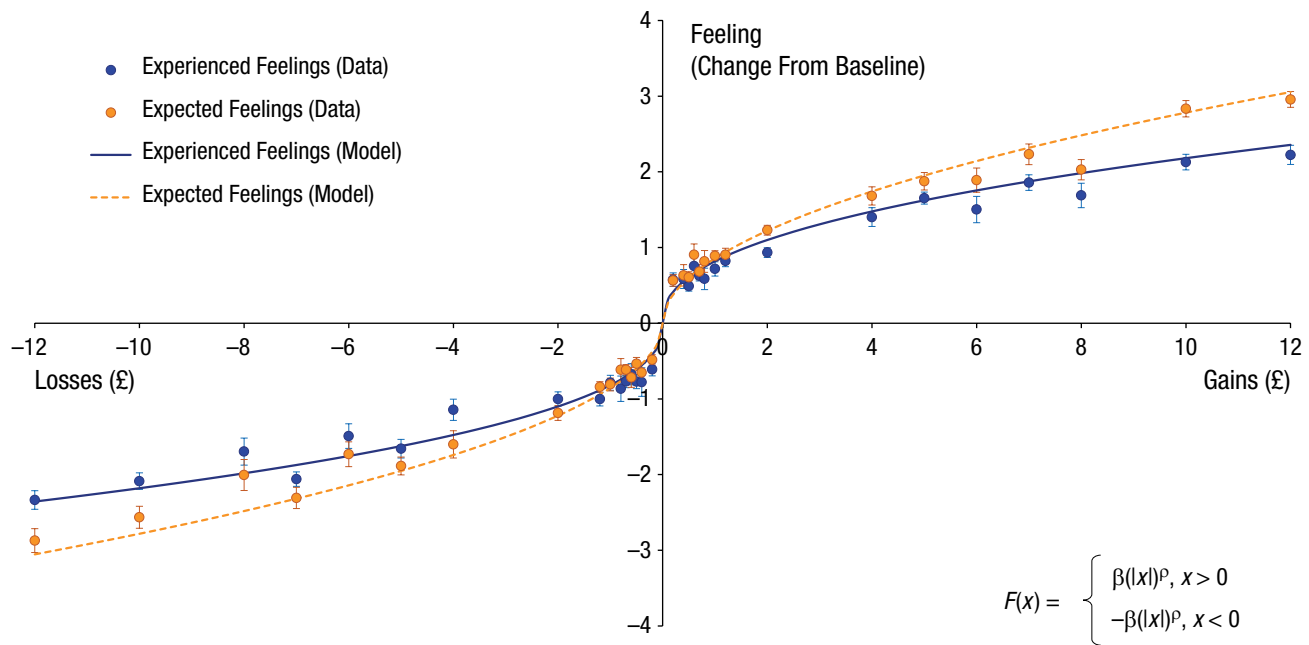 4
Feeling
(Change From Baseline)
Experienced Feelings (Data)
Expected Feelings (Data)
Experienced Feelings (Model)
Expected Feelings (Model)
3
2
1
0
–12 –10 –8 –6 –4 –2 0 2 4 6 8 10 12
Losses (£) Gains (£)
–1
–2
–3
–4
F(x) =
β(|x|)ᵖ, x > 0
–β(|x|)ᵖ, x < 0